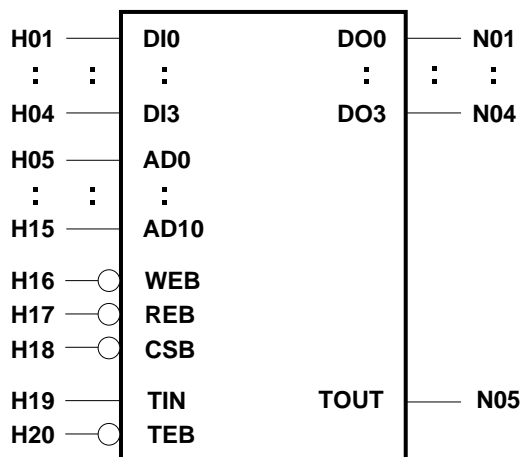 H01 DI0 DO0 N01
: : : : : :
H04 DI3 DO3 N04
H05 AD0
: : :
H15 AD10
H16 WEB
H17 REB
H18 CSB
H19 TIN TOUT N05
H20 TEB